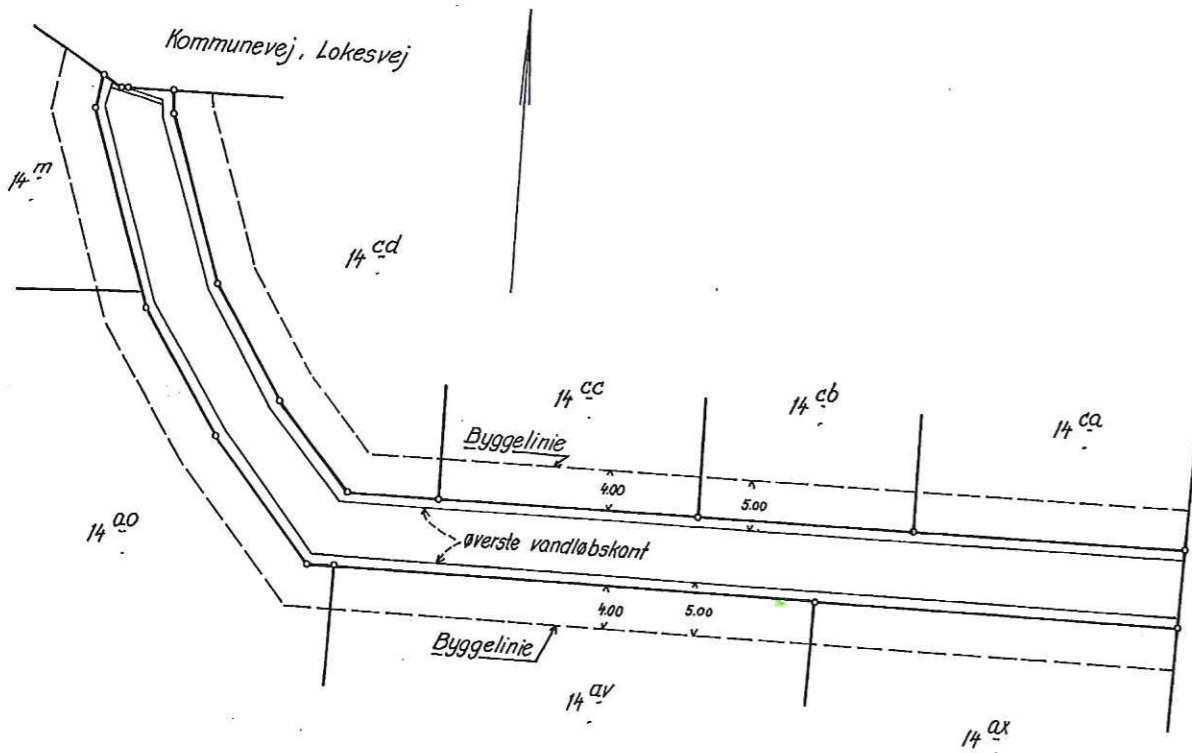 Kommunevej, Lokesvej
14 m
14 cd
14 cc
14 cb
14 ca
Byggelinie
4.00
5.00
14 ao
øverste vandløbskant
4.00
5.00
Byggelinie
14 av
14 ax